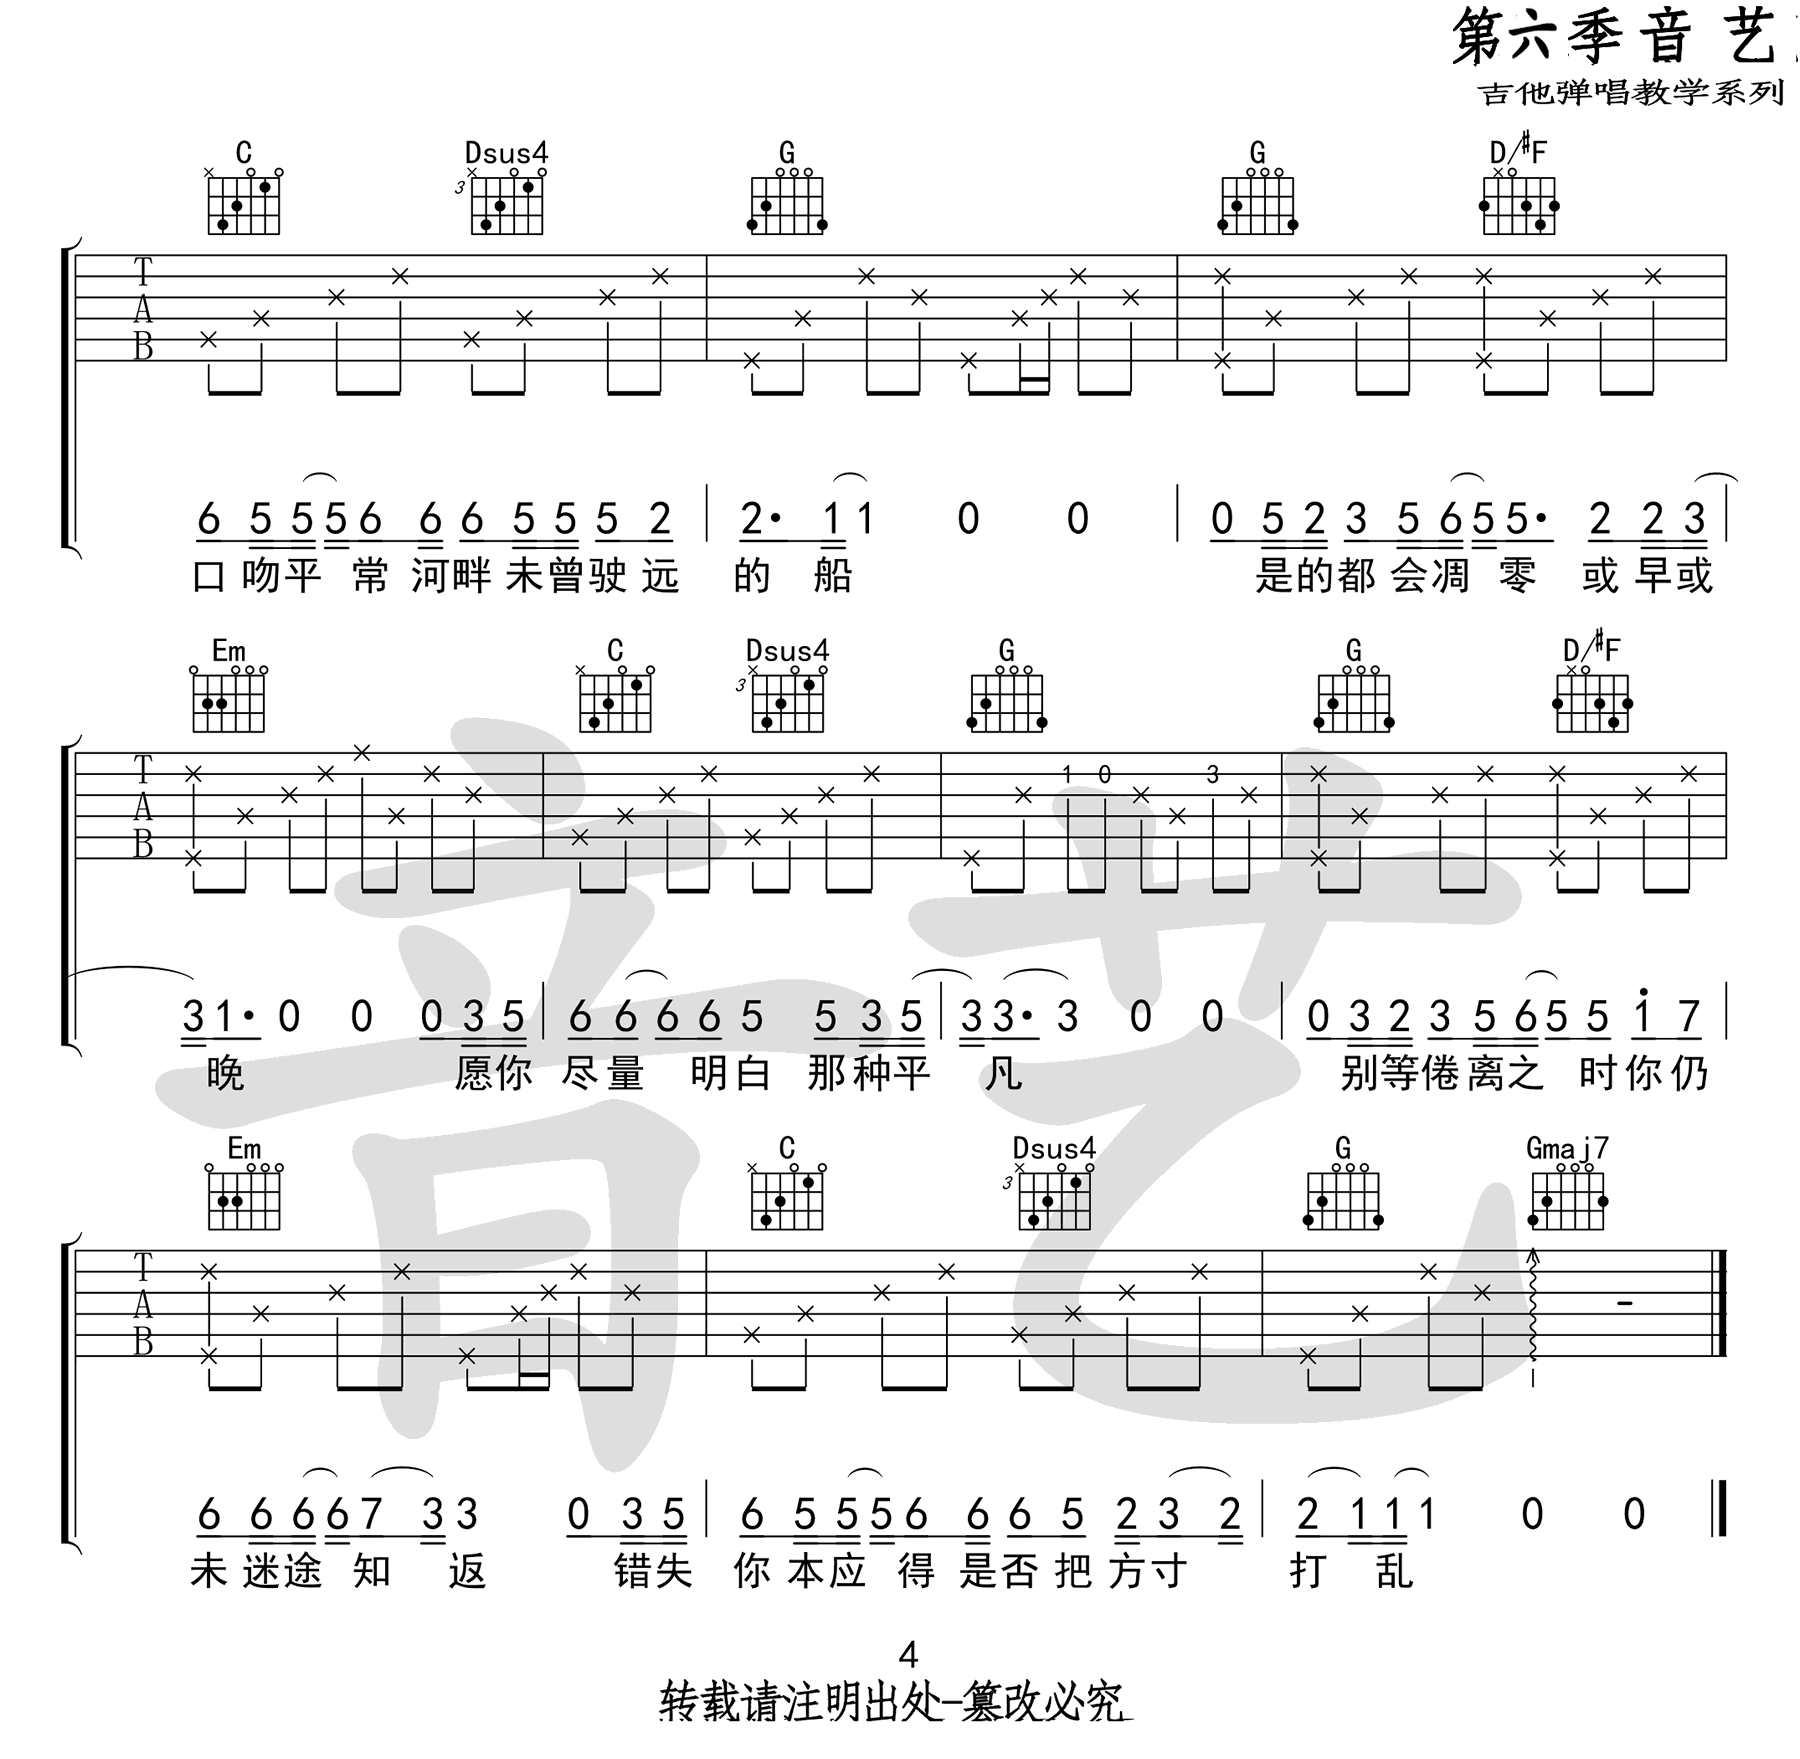 第六季音 艺
吉他弹唱教学系列
C Dsus4 G G D/#F
3
T
A
B
6 5 5 5 6 6 6 5 5 5 2 2· 1 1 0 0 0 5 2 3 5 6 5 5· 2 2 3
口 吻 平 常 河 畔 未 曾 驶 远 的 船 是 的 都 会 凋 零 或 早 或
Em C Dsus4 G G D/#F
3
T 1 0 3
A
B
3 1· 0 0 0 3 5 6 6 6 6 5 5 3 5 3 3· 3 0 0 0 3 2 3 5 6 5 5 1̇ 7
晚 愿 你 尽 量 明 白 那 种 平 凡 别 等 倦 离 之 时 你 仍
Em C Dsus4 G Gmaj7
3
T
A
B
6 6 6 6 7 3 3 0 3 5 6 5 5 5 6 6 6 5 2 3 2 2 1 1 1 0 0
未 迷 途 知 返 错 失 你 本 应 得 是 否 把 方 寸 打 乱
音艺
4
转载请注明出处-篡改必究